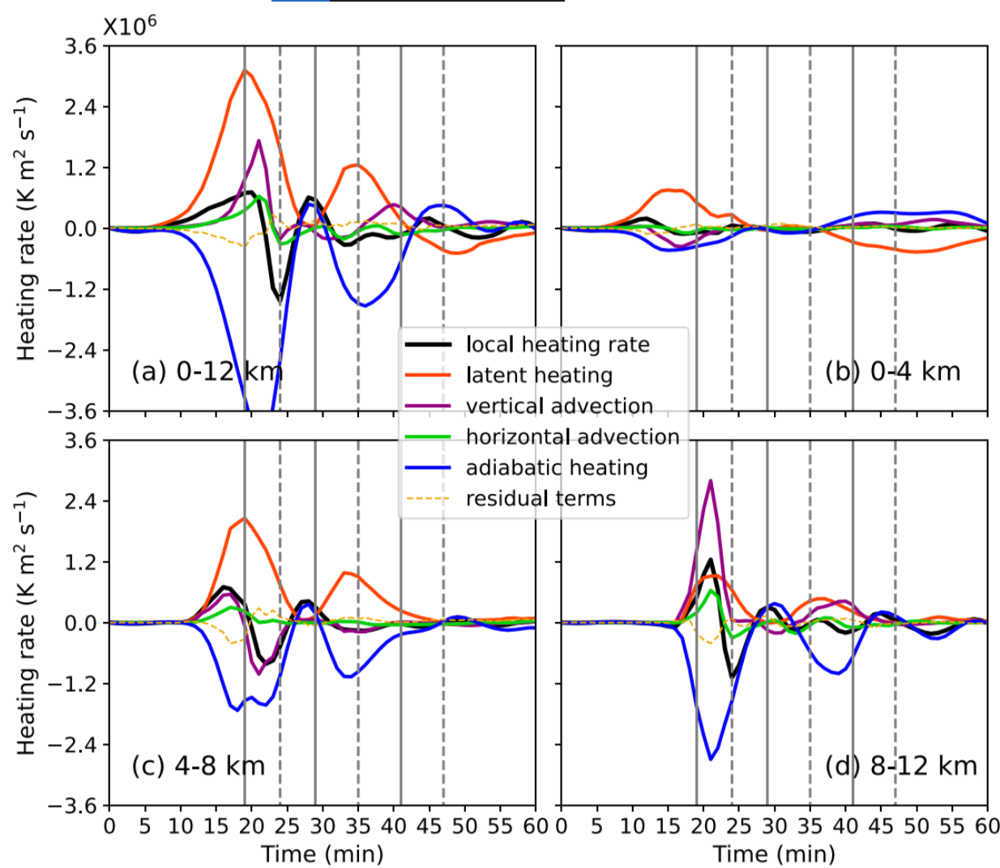 X10⁶
3.6
2.4
1.2
0.0
−1.2
−2.4
−3.6
Heating rate (K m² s⁻¹)
(a) 0-12 km
(b) 0-4 km
local heating rate
latent heating
vertical advection
horizontal advection
adiabatic heating
residual terms
3.6
2.4
1.2
0.0
−1.2
−2.4
−3.6
Heating rate (K m² s⁻¹)
(c) 4-8 km
(d) 8-12 km
0 5 10 15 20 25 30 35 40 45 50 55 60
0 5 10 15 20 25 30 35 40 45 50 55 60
Time (min)
Time (min)